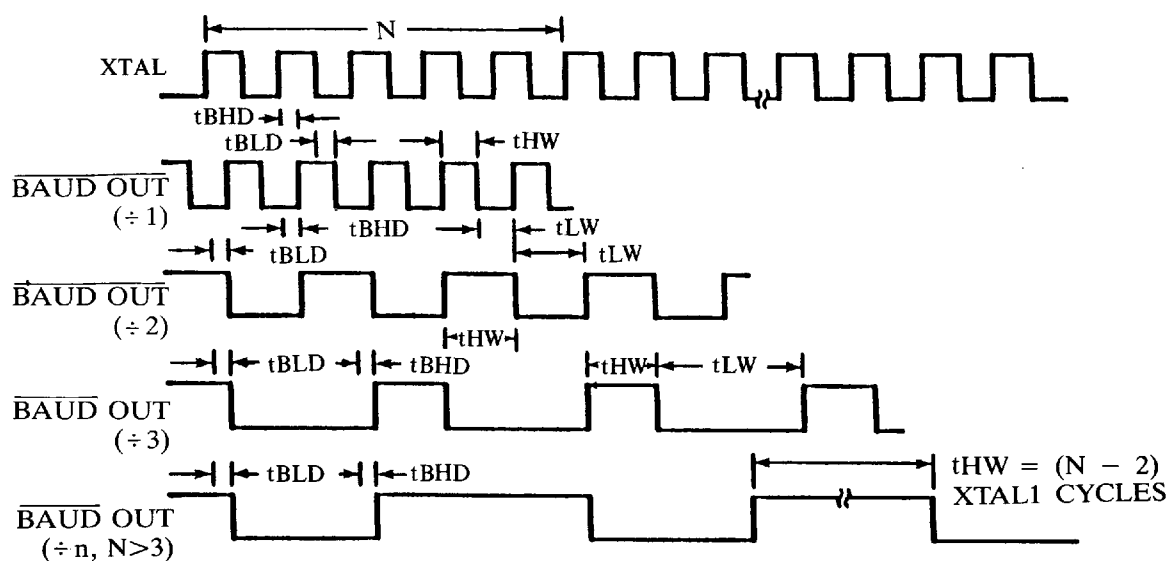 N
XTAL
tBHD
tBLD tHW
BAUD OUT
(÷1)
tBHD tLW
tBLD tLW
BAUD OUT
(÷2)
tHW
tBLD tBHD tHW tLW
BAUD OUT
(÷3)
tBLD tBHD
tHW = (N − 2)
XTAL1 CYCLES
BAUD OUT
(÷n, N>3)